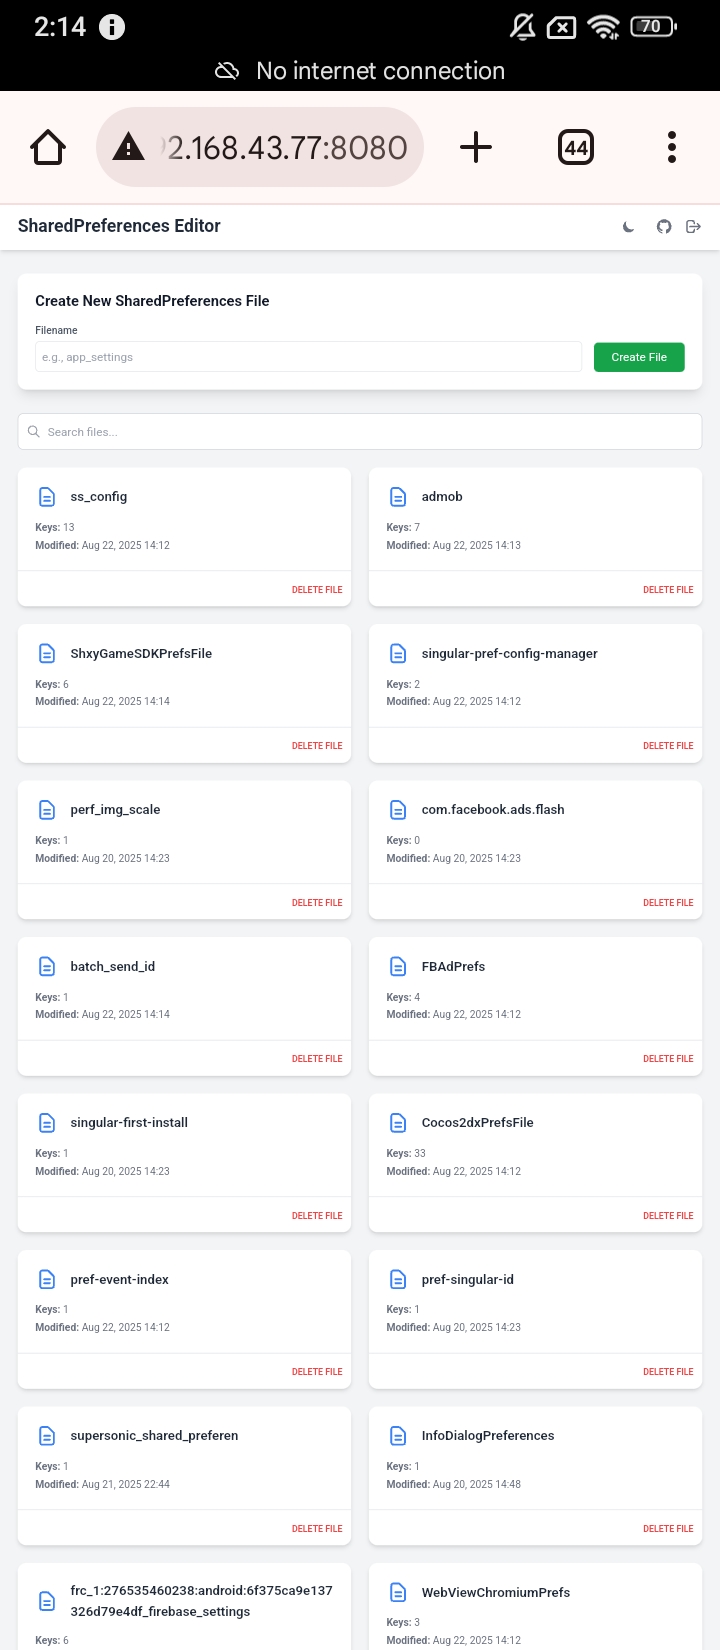 2:14
70
No internet connection
2.168.43.77:8080
44
SharedPreferences Editor
Create New SharedPreferences File
Filename
e.g., app_settings
Create File
Search files...
ss_config
Keys: 13
Modified: Aug 22, 2025 14:12
DELETE FILE
admob
Keys: 7
Modified: Aug 22, 2025 14:13
DELETE FILE
ShxyGameSDKPrefsFile
Keys: 6
Modified: Aug 22, 2025 14:14
DELETE FILE
singular-pref-config-manager
Keys: 2
Modified: Aug 22, 2025 14:12
DELETE FILE
perf_img_scale
Keys: 1
Modified: Aug 20, 2025 14:23
DELETE FILE
com.facebook.ads.flash
Keys: 0
Modified: Aug 20, 2025 14:23
DELETE FILE
batch_send_id
Keys: 1
Modified: Aug 22, 2025 14:14
DELETE FILE
FBAdPrefs
Keys: 4
Modified: Aug 22, 2025 14:12
DELETE FILE
singular-first-install
Keys: 1
Modified: Aug 20, 2025 14:23
DELETE FILE
Cocos2dxPrefsFile
Keys: 33
Modified: Aug 22, 2025 14:12
DELETE FILE
pref-event-index
Keys: 1
Modified: Aug 22, 2025 14:12
DELETE FILE
pref-singular-id
Keys: 1
Modified: Aug 20, 2025 14:23
DELETE FILE
supersonic_shared_preferen
Keys: 1
Modified: Aug 21, 2025 22:44
DELETE FILE
InfoDialogPreferences
Keys: 1
Modified: Aug 20, 2025 14:48
DELETE FILE
frc_1:276535460238:android:6f375ca9e137
326d79e4df_firebase_settings
Keys: 6
WebViewChromiumPrefs
Keys: 3
Modified: Aug 22, 2025 14:12